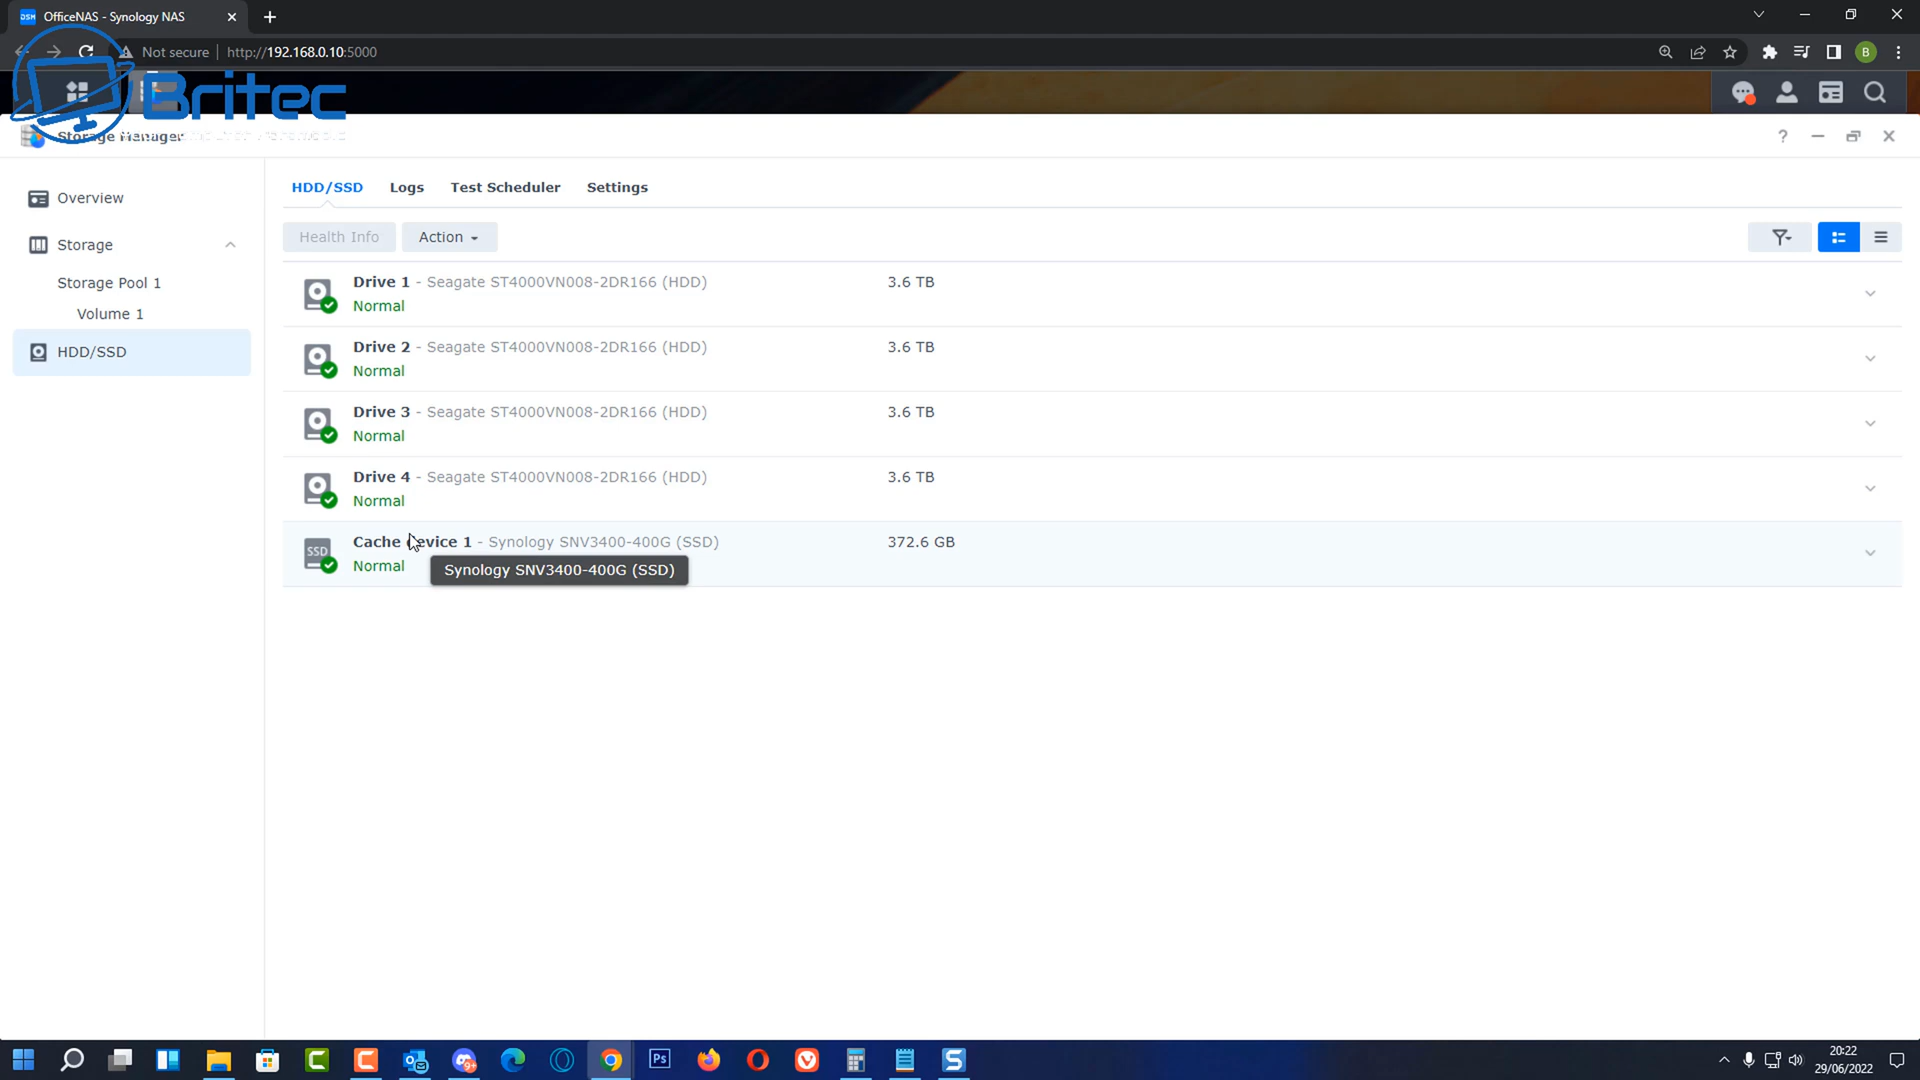 OfficeNAS - Synology NAS
Not secure
http://192.168.0.10:5000
B
Britec
Storage Manager
Overview
Storage
Storage Pool 1
Volume 1
HDD/SSD
HDD/SSD Logs Test Scheduler Settings
Health Info Action
Drive 1 - Seagate ST4000VN008-2DR166 (HDD) 3.6 TB
Normal
Drive 2 - Seagate ST4000VN008-2DR166 (HDD) 3.6 TB
Normal
Drive 3 - Seagate ST4000VN008-2DR166 (HDD) 3.6 TB
Normal
Drive 4 - Seagate ST4000VN008-2DR166 (HDD) 3.6 TB
Normal
SSD
Cache device 1 - Synology SNV3400-400G (SSD) 372.6 GB
Normal
Synology SNV3400-400G (SSD)
20:22
29/06/2022